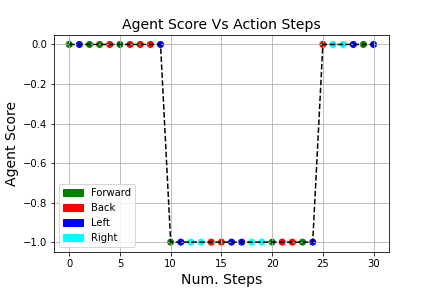 Agent Score Vs Action Steps
Agent Score
0.0
−0.2
−0.4
−0.6
−0.8
−1.0
Forward
Back
Left
Right
0 5 10 15 20 25 30
Num. Steps